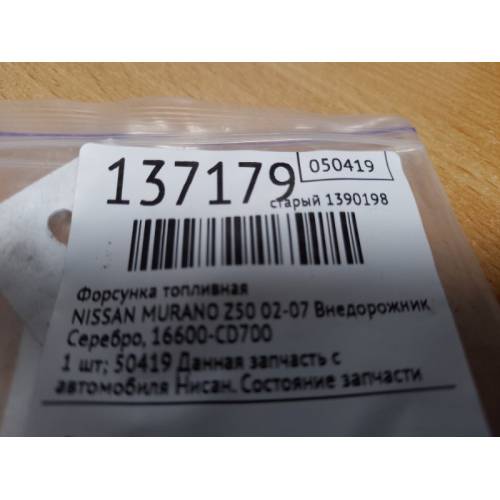 137179
050419
старый 1390198
Форсунка топливная
NISSAN MURANO Z50 02-07 Внедорожник
Серебро, 16600-CD700
1 шт; 50419 Данная запчасть с
автомобиля Нисан. Состояние запчасти